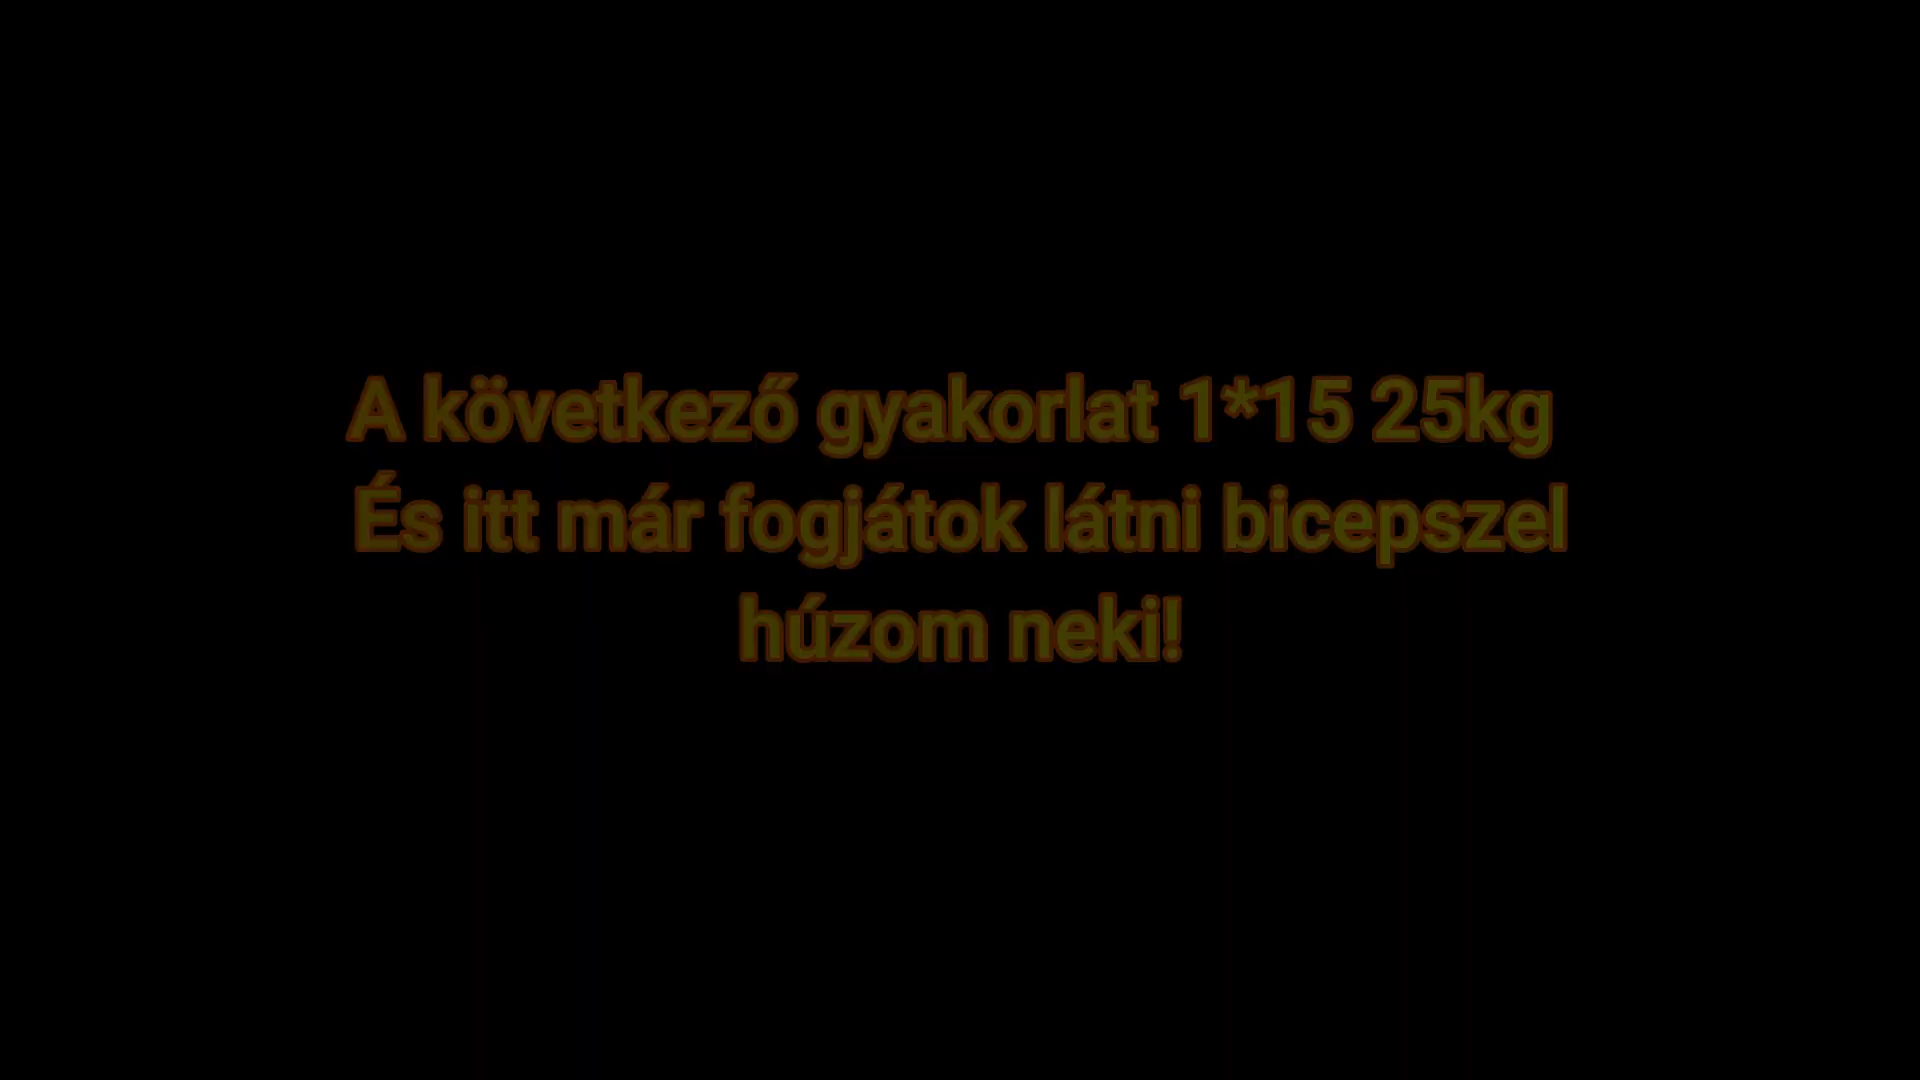 A következő gyakorlat 1*15 25kg
És itt már fogjátok látni bicepszel
húzom neki!